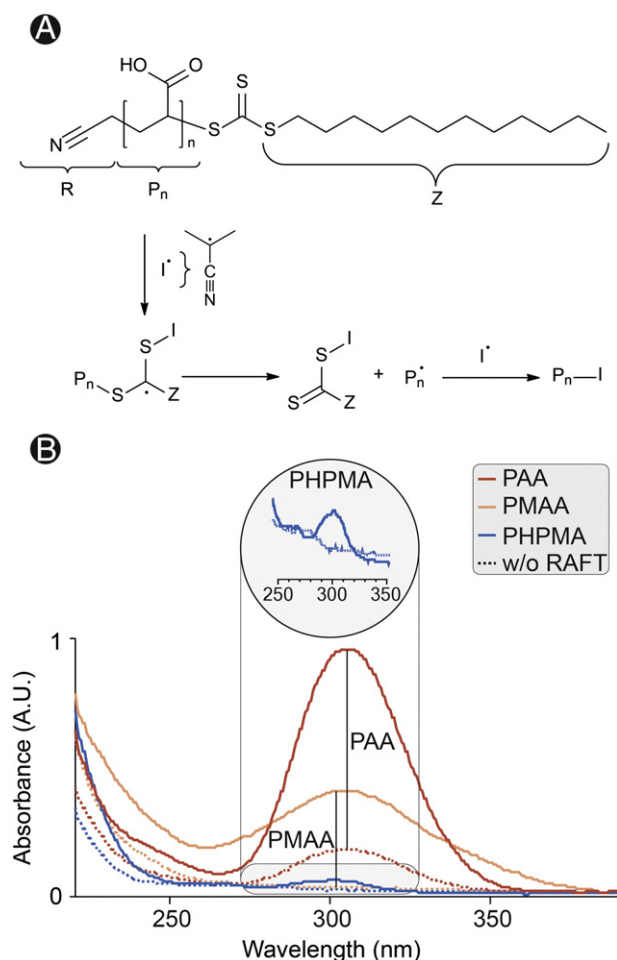 A
HO O S
N n S S
R Pn Z
I• C N
S I
Pn S • Z
S I
S Z + Pn• I• Pn—I
B
PHPMA
250 300 350
PAA
PMAA
PHPMA
w/o RAFT
1
Absorbance (A.U.)
PAA
PMAA
0
250 300 350
Wavelength (nm)